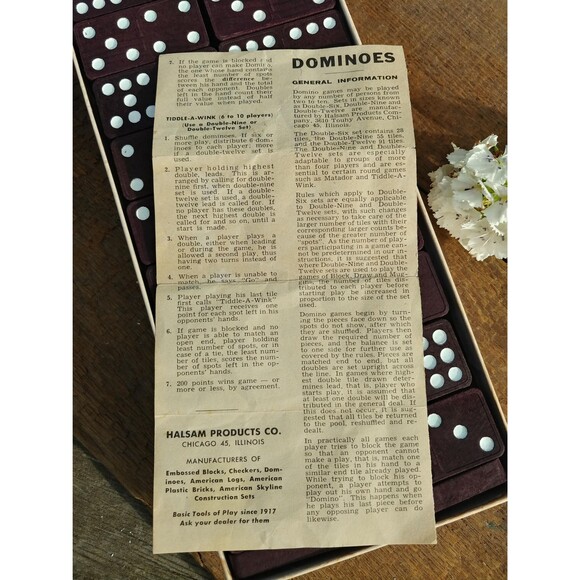 8. If the game is blocked and
no player can make Domino,
the one whose hand contains
the least number of spots
scores the difference be-
tween his hand and the total
of each other hand. Doubles
left in the hand count their
full value instead of half
their value when played.
TIDDLE-A-WINK (6 to 10 players)
(Use a Double-Nine or
Double-Twelve Set)
1. Shuffle dominoes. If six or
more play, distribute 6 domi-
noes to each player; more
if a double-twelve set is
used.
2. Player holding highest
double, leads. This is ar-
ranged by calling for double-
nine first, when double-nine
set is used. If a double-
twelve set is used, a double-
twelve lead is called for. If
no player has these doubles,
the next highest double is
called for and so on, until a
start is made.
3. When a player plays a
double, either when leading
or during the game, he is
allowed a second play, thus
having two turns instead of
one.
4. When a player is unable to
match he says "Go" and
passes.
5. Player playing his last tile
first calls "Tiddle-A-Wink"
This player receives one
point for each spot left in his
opponents' hands.
6. If game is blocked and no
player is able to match an
open end, player holding
least number of spots, or in
case of a tie, the least num-
ber of tiles, scores the num-
ber of spots left in the op-
ponents' hands.
7. 200 points wins game — or
more or less, by agreement.
HALSAM PRODUCTS CO.
CHICAGO 45, ILLINOIS
MANUFACTURERS OF
Embossed Blocks, Checkers, Dom-
inoes, American Logs, American
Plastic Bricks, American Skyline
Construction Sets
Basic Tools of Play since 1917
Ask your dealer for them
DOMINOES
GENERAL INFORMATION
Domino games may be played
by any number of persons from
two to ten. Sets in sizes known
as Double-Six, Double-Nine and
Double-Twelve are manufac-
tured by Halsam Products Com-
pany, Touhy Avenue, Chi-
cago 45, Illinois.
The Double-Six set contains 28
tiles, the Double-Nine 55 tiles
and the Double-Twelve 91 tiles.
The Double-Nine and Double-
Twelve sets are especially
adaptable to groups of more
than four players and are es-
sential to certain round games
such as Matador and Tiddle-A-
Wink.
Rules which apply to Double-
Six sets are equally applicable
to Double-Nine and Double-
Twelve sets, with such changes
as necessary to take care of the
larger number of tiles with their
corresponding larger counts be-
cause of the greater number of
"spots". As the number of play-
ers participating in a game can-
not be predetermined in our in-
structions, it is suggested that
where Double-Nine and Double-
Twelve sets are used to play the
games of Block, Draw and Mug-
gins, the number of tiles dis-
tributed to each player before
starting play be increased in
proportion to the size of the set
used.
Domino games begin by turn-
ing the pieces face down so the
spots do not show, after which
they are shuffled. Players then
draw the required number of
pieces, and the balance is set
to one side for further use as
covered by the rules. Pieces are
matched end to end, but all
doubles are set upright across
the line. In games where high-
est double tile drawn deter-
mines lead, that is, player who
starts play, it is assumed that
at least one double will be dis-
tributed in the general deal. If
this does not occur, it is sug-
gested that all tiles be returned
to the pool, reshuffled and re-
dealt.
In practically all games each
player tries to block the game
so that an opponent cannot
make a play, that is, match one
of the tiles in his hand to a
similar end tile already played.
While trying to block his op-
ponent, a player attempts to
play out his own hand and go
"Domino". This happens when
he plays his last piece before
any opposing player can do
likewise.